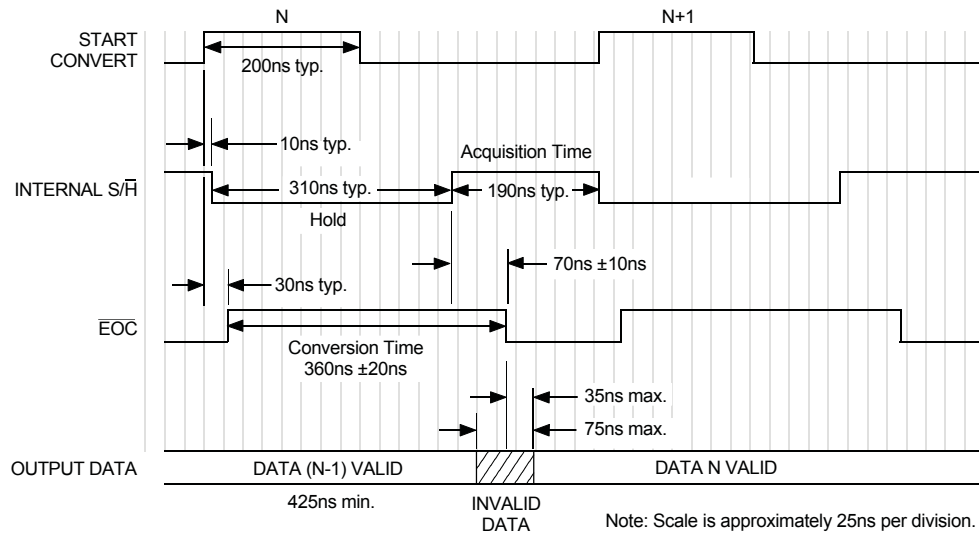 N
N+1
START
CONVERT
200ns typ.
10ns typ.
Acquisition Time
INTERNAL S/H̅
310ns typ.
190ns typ.
Hold
70ns ±10ns
30ns typ.
E̅O̅C̅
Conversion Time
360ns ±20ns
35ns max.
75ns max.
OUTPUT DATA
DATA (N-1) VALID
DATA N VALID
425ns min.
INVALID
DATA
Note: Scale is approximately 25ns per division.